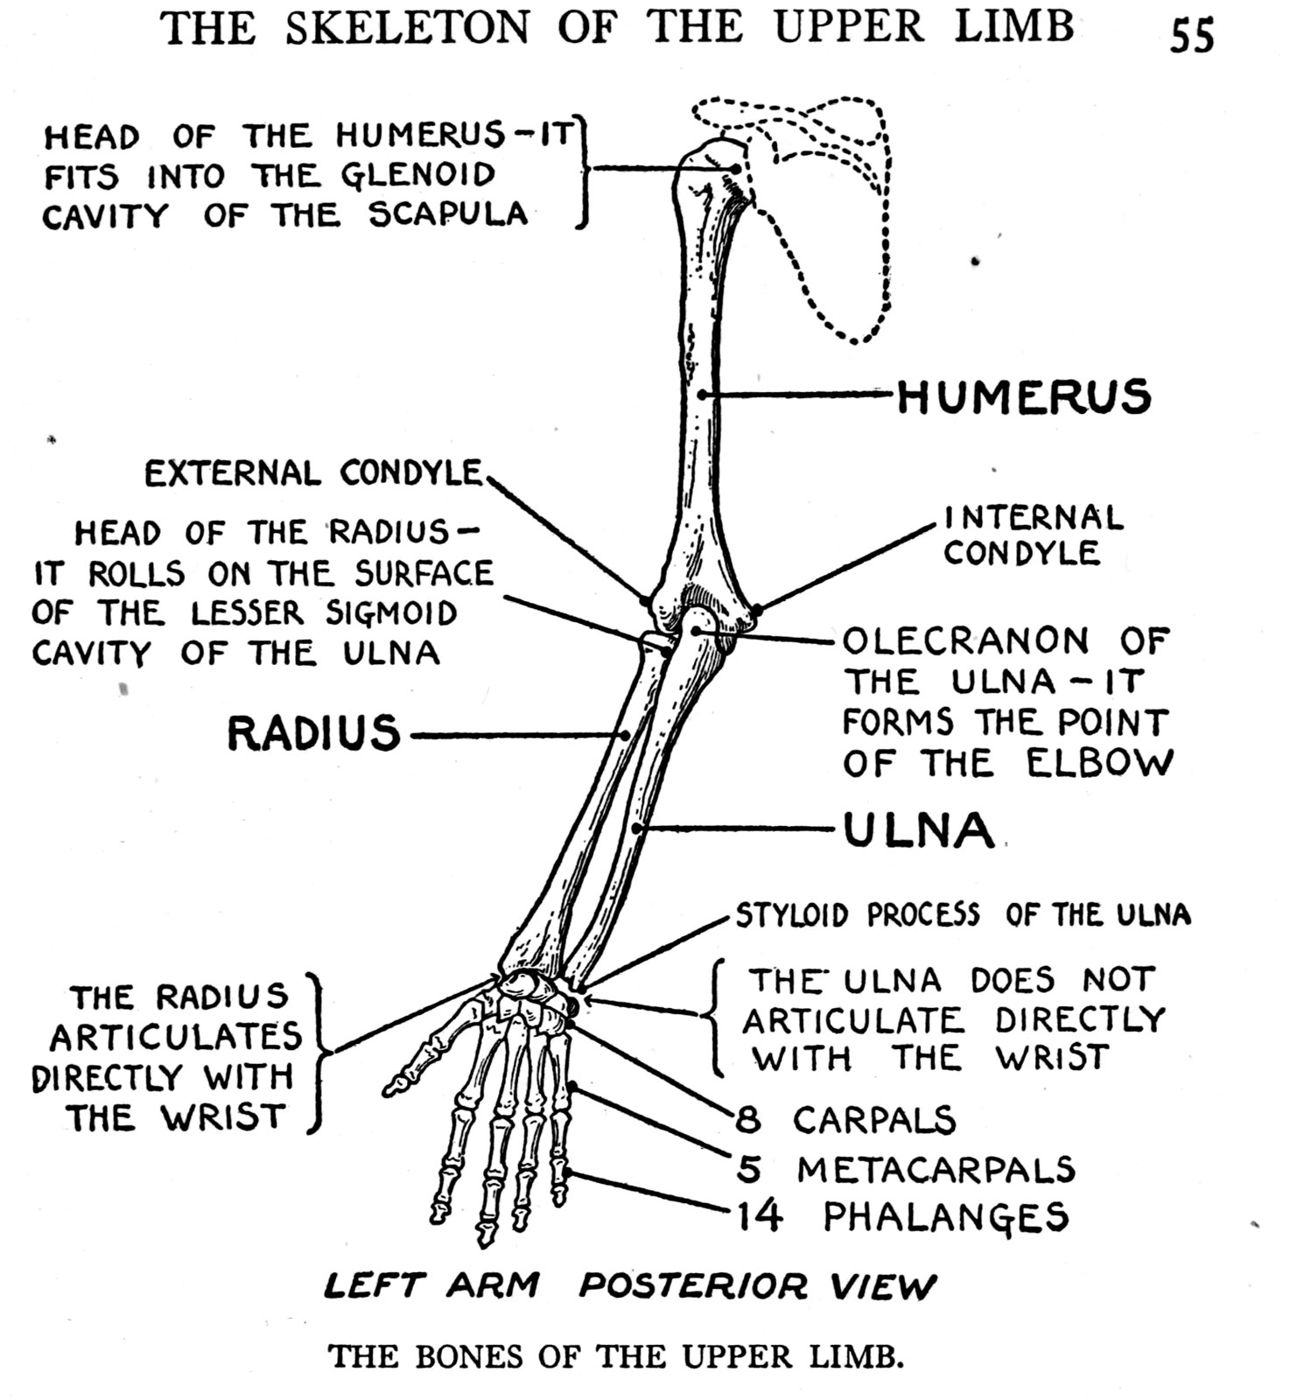 THE SKELETON OF THE UPPER LIMB 55
HEAD OF THE HUMERUS—IT
FITS INTO THE GLENOID
CAVITY OF THE SCAPULA
HUMERUS
EXTERNAL CONDYLE
HEAD OF THE RADIUS—
IT ROLLS ON THE SURFACE
OF THE LESSER SIGMOID
CAVITY OF THE ULNA
INTERNAL
CONDYLE
OLECRANON OF
THE ULNA—IT
FORMS THE POINT
OF THE ELBOW
RADIUS
ULNA
STYLOID PROCESS OF THE ULNA
THE RADIUS
ARTICULATES
DIRECTLY WITH
THE WRIST
THE ULNA DOES NOT
ARTICULATE DIRECTLY
WITH THE WRIST
8 CARPALS
5 METACARPALS
14 PHALANGES
LEFT ARM POSTERIOR VIEW
THE BONES OF THE UPPER LIMB.